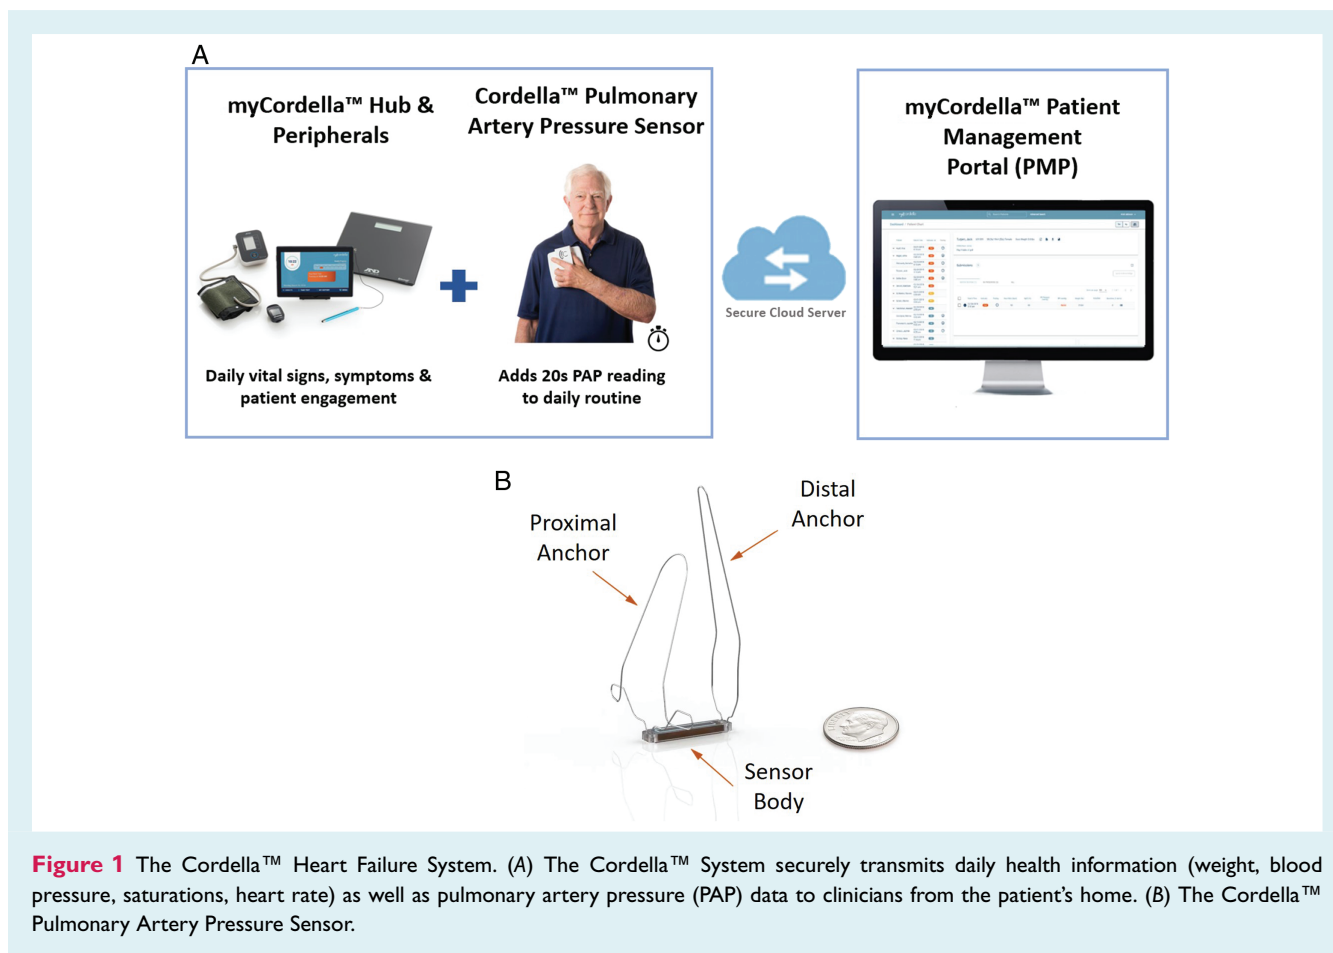 A
myCordella™ Hub &
Peripherals
Cordella™ Pulmonary
Artery Pressure Sensor
Daily vital signs, symptoms &
patient engagement
Adds 20s PAP reading
to daily routine
Secure Cloud Server
myCordella™ Patient
Management
Portal (PMP)
B
Proximal
Anchor
Distal
Anchor
Sensor
Body
Figure 1 The Cordella™ Heart Failure System. (A) The Cordella™ System securely transmits daily health information (weight, blood
pressure, saturations, heart rate) as well as pulmonary artery pressure (PAP) data to clinicians from the patient's home. (B) The Cordella™
Pulmonary Artery Pressure Sensor.